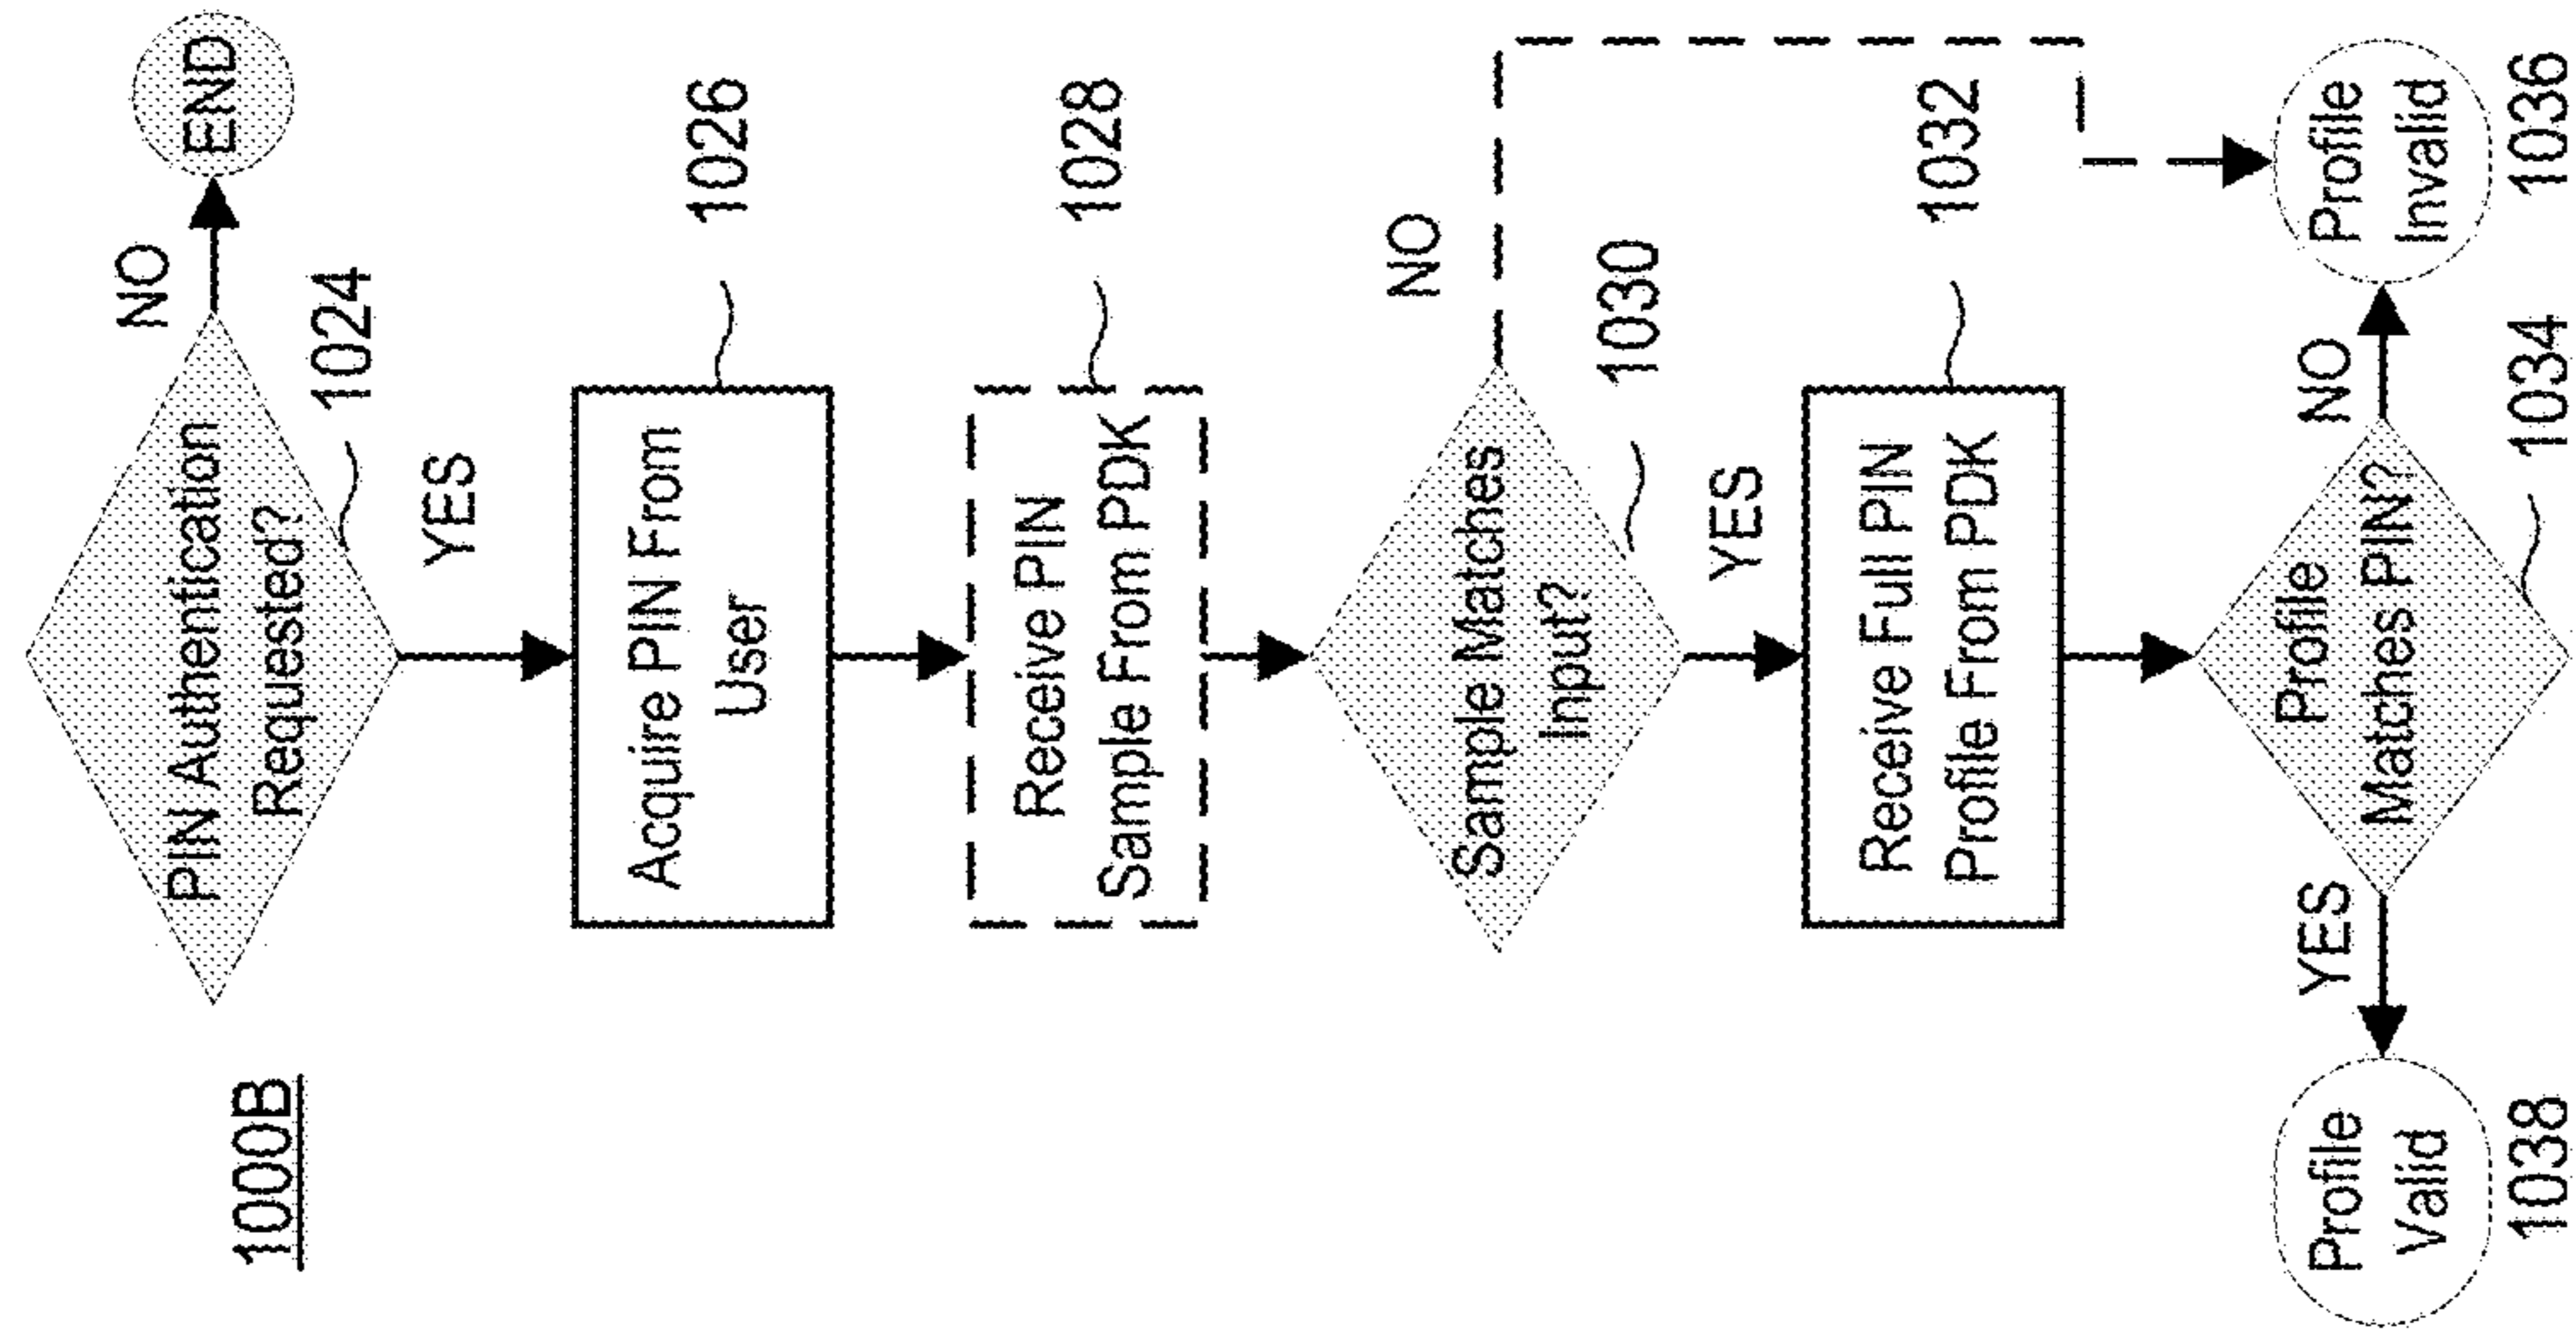 1000B
PIN Authentication
Requested?
1024
NO
END
YES
Acquire PIN From
User
1026
Receive PIN
Sample From PDK
1028
Sample Matches
Input?
1030
NO
YES
Receive Full PIN
Profile From PDK
1032
Profile
Matches PIN?
1034
YES
NO
Profile
Valid
1038
Profile
Invalid
1036